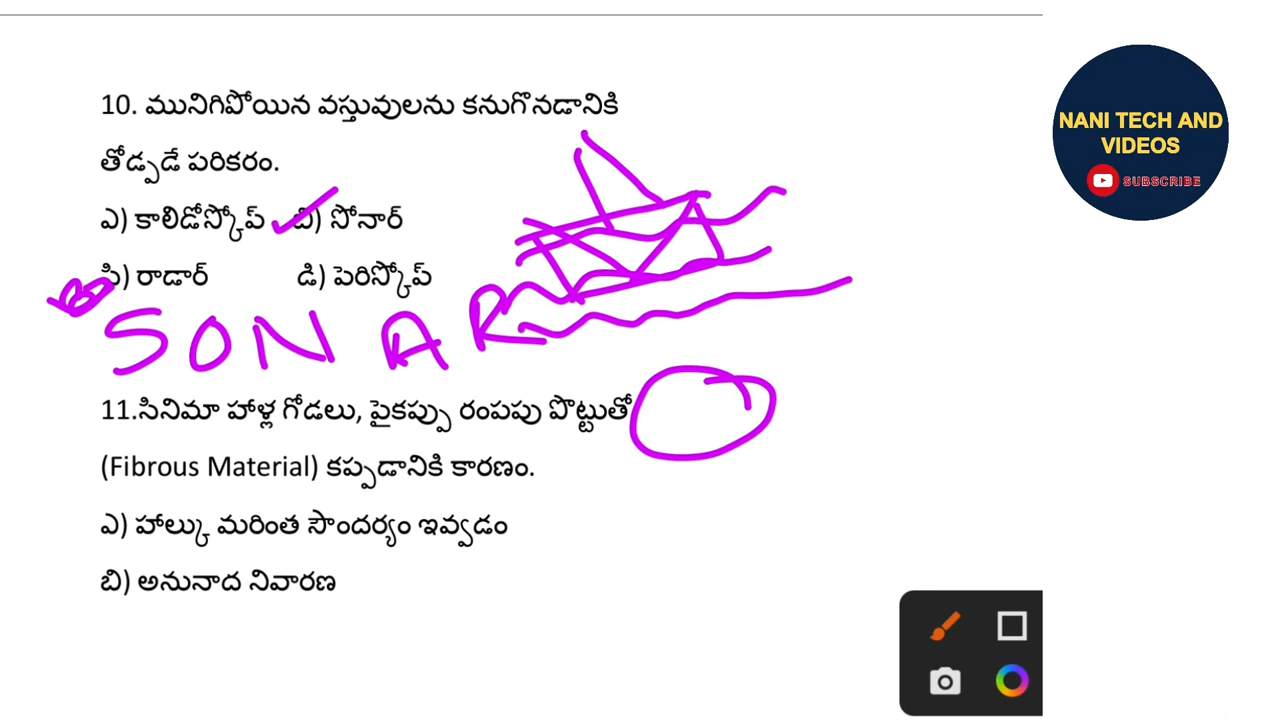 10. మునిగిపోయిన వస్తువులను కనుగొనడానికి
తోడ్పడే పరికరం.
ఎ) కాలిడోస్కోప్ బి) సోనార్
సి) రాడార్ డి) పెరిస్కోప్
SONAR
11.సినిమా హాళ్ల గోడలు, పైకప్పు రంపపు పొట్టుతో
(Fibrous Material) కప్పడానికి కారణం.
ఎ) హాల్కు మరింత సౌందర్యం ఇవ్వడం
బి) అనునాద నివారణ
NANI TECH AND
VIDEOS
SUBSCRIBE